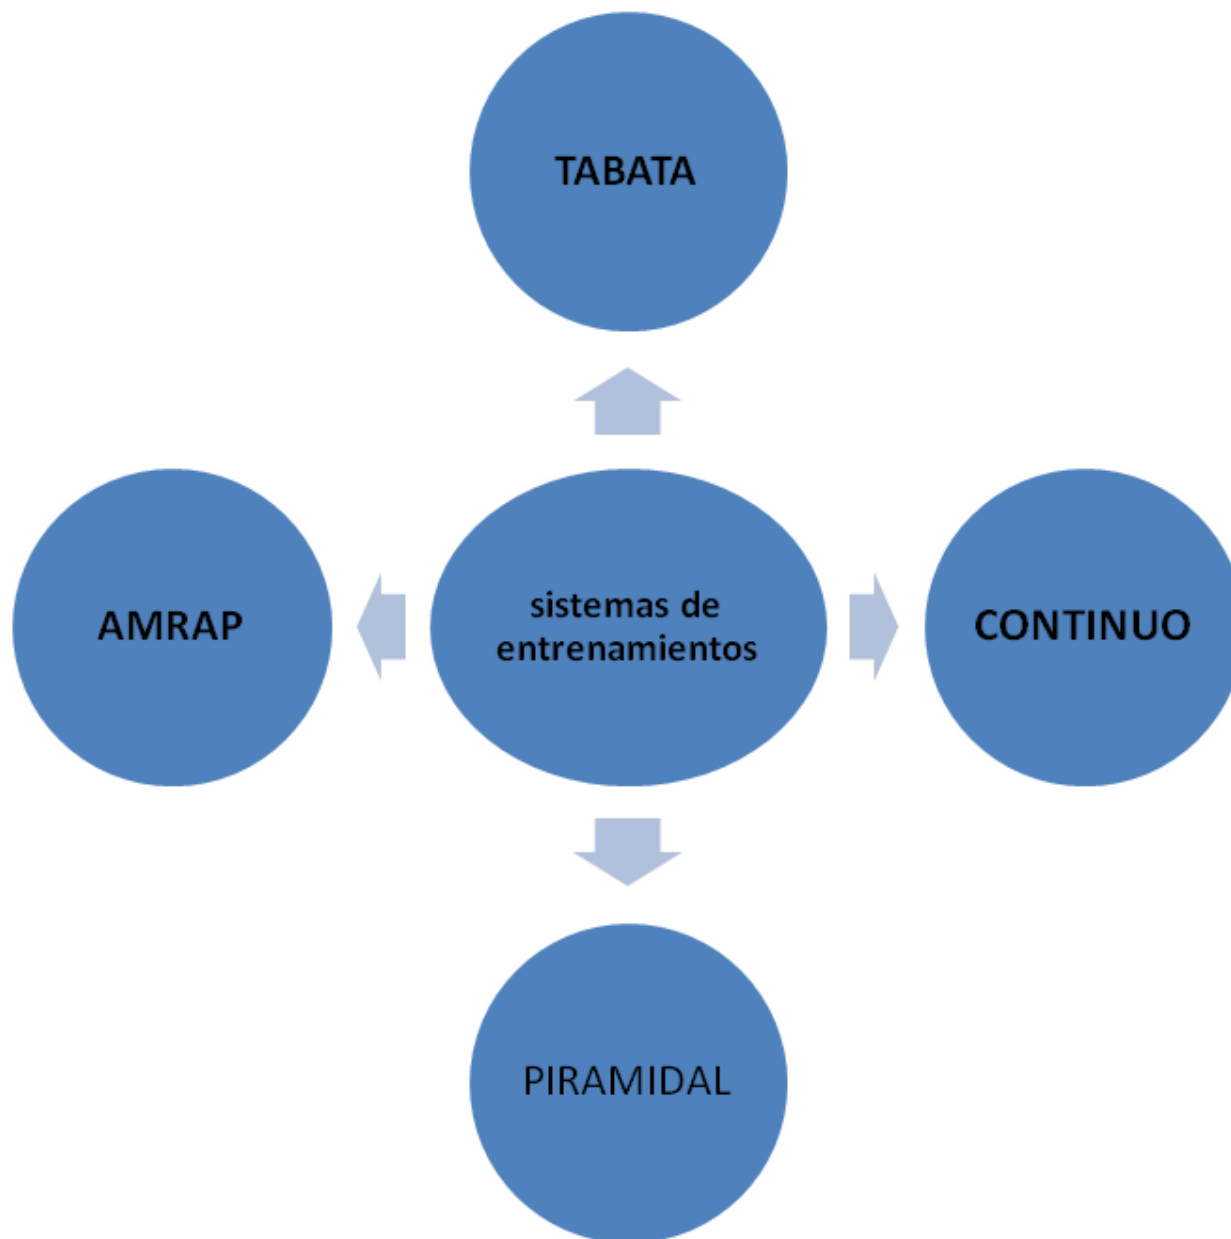 TABATA
AMRAP
sistemas de
entrenamientos
CONTINUO
PIRAMIDAL